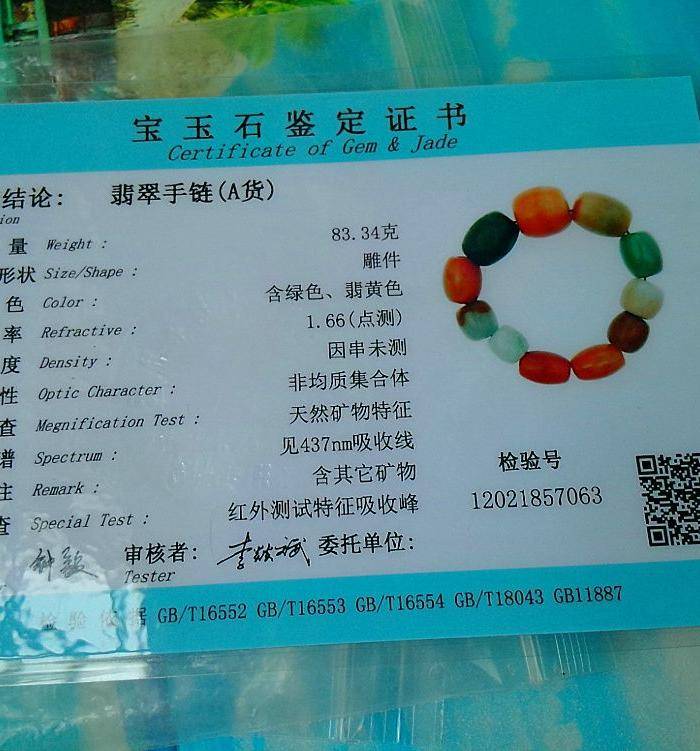 宝玉石鉴定证书
Certificate of Gem & Jade
结论: 翡翠手链(A货)
ion
量 Weight : 83.34克
形状 Size/Shape : 雕件
色 Color : 含绿色、翡黄色
率 Refractive : 1.66(点测)
度 Density : 因串未测
性 Optic Character : 非均质集合体
查 Megnification Test : 天然矿物特征
谱 Spectrum : 见437nm吸收线
注 Remark : 含其它矿物
查 Special Test : 红外测试特征吸收峰
检验号
12021857063
审核者: 委托单位:
Tester
检验依据 GB/T16552 GB/T16553 GB/T16554 GB/T18043 GB11887